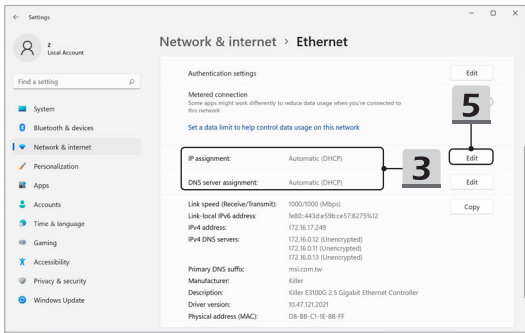 Settings
z
Local Account
Find a setting
System
Bluetooth & devices
Network & internet
Personalization
Apps
Accounts
Time & language
Gaming
Accessibility
Privacy & security
Windows Update
Network & internet > Ethernet
Authentication settings
Edit
Metered connection
Some apps might work differently to reduce data usage when you're connected to
this network
5
Set a data limit to help control data usage on this network
IP assignment: Automatic (DHCP)
Edit
3
DNS server assignment: Automatic (DHCP)
Edit
Link speed (Receive/Transmit): 1000/1000 (Mbps)
Copy
Link-local IPv6 address: fe80::443d:e59b:ce57:8275%12
IPv4 address: 172.16.17.249
IPv4 DNS servers: 172.16.0.12 (Unencrypted)
172.16.0.11 (Unencrypted)
172.16.0.13 (Unencrypted)
Primary DNS suffix: msi.com.tw
Manufacturer: Killer
Description: Killer E3100G 2.5 Gigabit Ethernet Controller
Driver version: 10.47.121.2021
Physical address (MAC): D8-BB-C1-1E-8B-FF